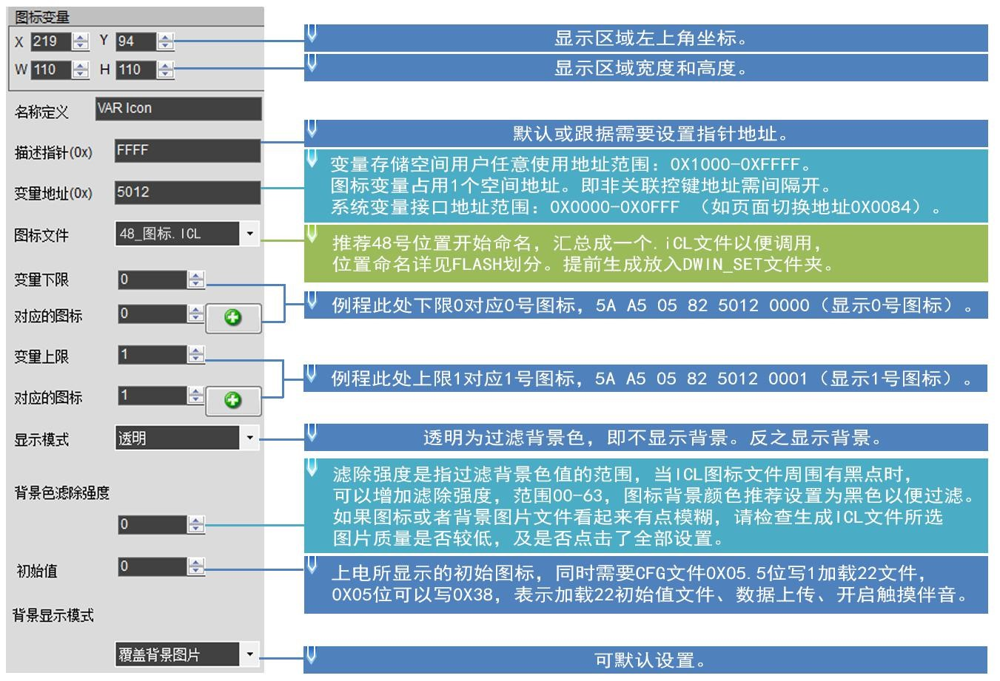 图标变量
X 219 Y 94
显示区域左上角坐标。
W 110 H 110
显示区域宽度和高度。
名称定义 VAR Icon
描述指针(0x) FFFF
默认或跟据需要设置指针地址。
变量地址(0x) 5012
变量存储空间用户任意使用地址范围：0X1000-0XFFFF。
图标变量占用1个空间地址。即非关联控键地址需间隔开。
系统变量接口地址范围：0X0000-0X0FFF （如页面切换地址0X0084）。
图标文件 48_图标.ICL
推荐48号位置开始命名，汇总成一个.iCL文件以便调用，
位置命名详见FLASH划分。提前生成放入DWIN_SET文件夹。
变量下限 0
对应的图标 0
例程此处下限0对应0号图标，5A A5 05 82 5012 0000（显示0号图标）。
变量上限 1
对应的图标 1
例程此处上限1对应1号图标，5A A5 05 82 5012 0001（显示1号图标）。
显示模式 透明
透明为过滤背景色，即不显示背景。反之显示背景。
背景色滤除强度
0
滤除强度是指过滤背景色值的范围，当ICL图标文件周围有黑点时，
可以增加滤除强度，范围00-63，图标背景颜色推荐设置为黑色以便过滤。
如果图标或者背景图片文件看起来有点模糊，请检查生成ICL文件所选
图片质量是否较低，及是否点击了全部设置。
初始值 0
上电所显示的初始图标，同时需要CFG文件0X05.5位写1加载22文件，
0X05位可以写0X38，表示加载22初始值文件、数据上传、开启触摸伴音。
背景显示模式
覆盖背景图片
可默认设置。